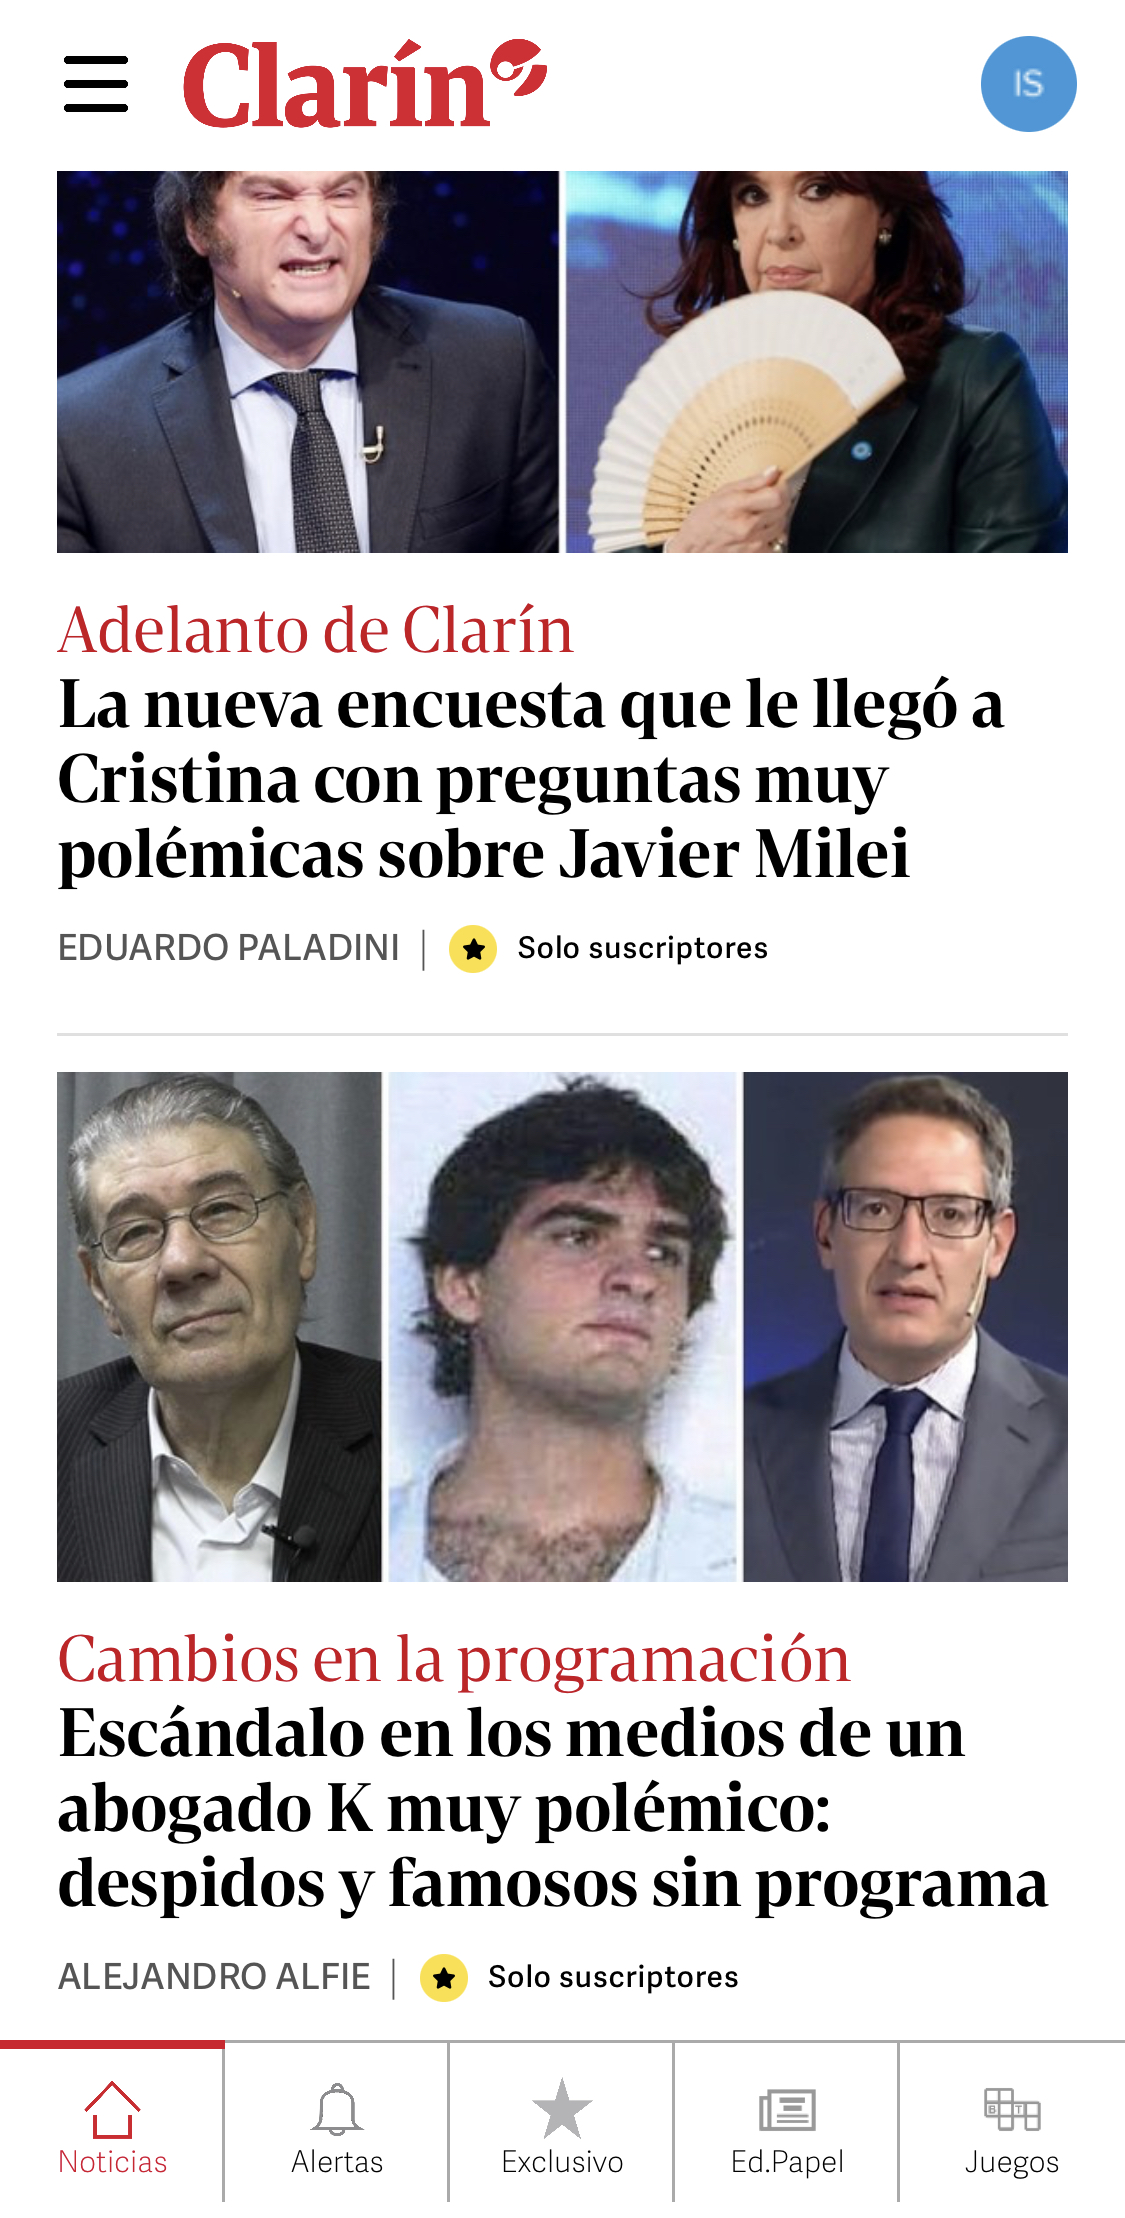 Clarín
IS
Adelanto de Clarín
La nueva encuesta que le llegó a
Cristina con preguntas muy
polémicas sobre Javier Milei
EDUARDO PALADINI | Solo suscriptores
Cambios en la programación
Escándalo en los medios de un
abogado K muy polémico:
despidos y famosos sin programa
ALEJANDRO ALFIE | Solo suscriptores
Noticias
Alertas
Exclusivo
Ed.Papel
B T
Juegos